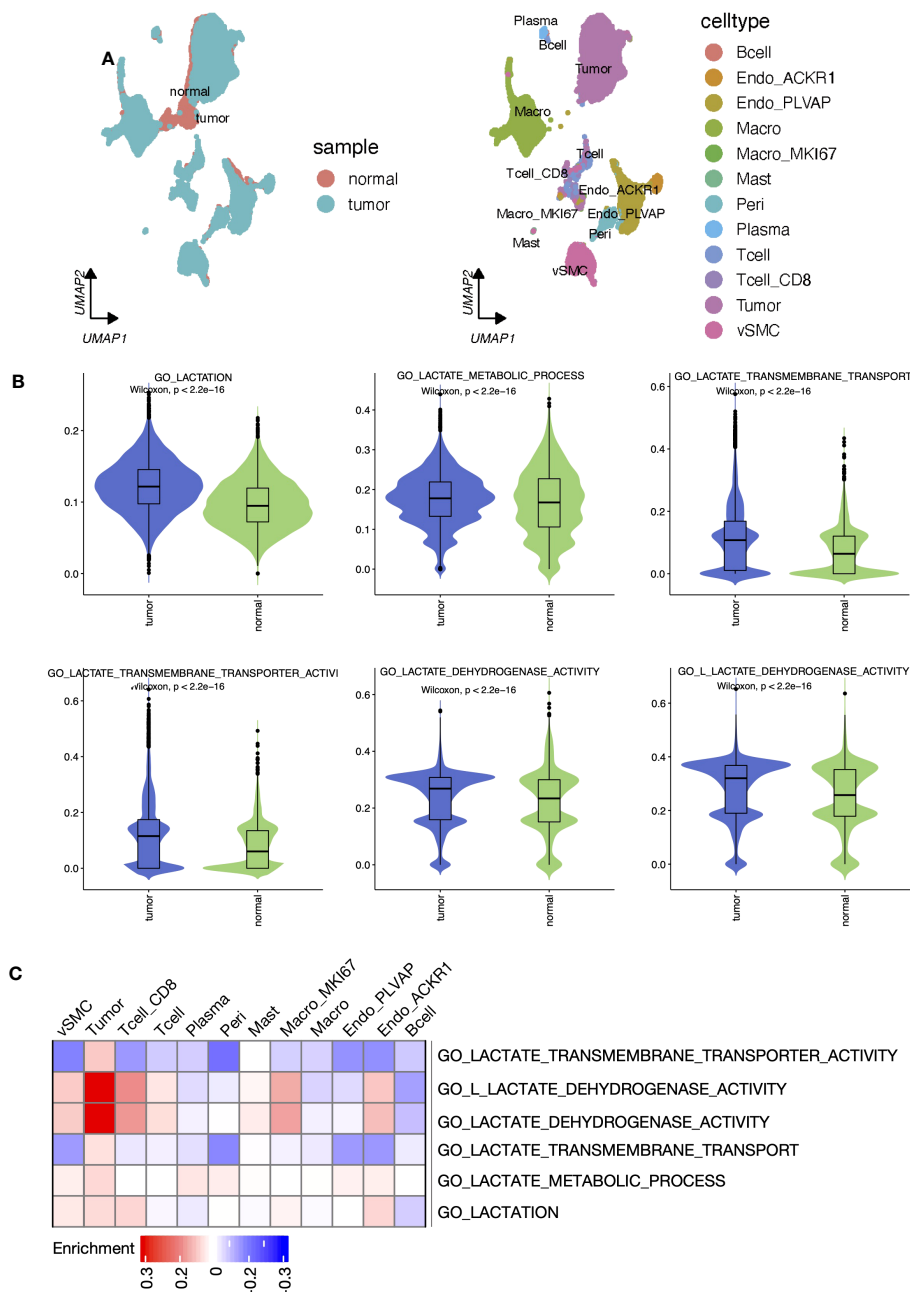 A
normal
tumor
sample
normal
tumor
UMAP2
UMAP1
Plasma
Bcell
Tumor
Macro
Tcell
Tcell_CD8
Endo_ACKR1
Macro_MKI67
Endo_PLVAP
Peri
Mast
vSMC
UMAP2
UMAP1
celltype
Bcell
Endo_ACKR1
Endo_PLVAP
Macro
Macro_MKI67
Mast
Peri
Plasma
Tcell
Tcell_CD8
Tumor
vSMC
B
GO_LACTATION
Wilcoxon, p < 2.2e-16
0.2
0.1
0.0
tumor
normal
GO_LACTATE_METABOLIC_PROCESS
Wilcoxon, p < 2.2e-16
0.4
0.3
0.2
0.1
0.0
tumor
normal
GO_LACTATE_TRANSMEMBRANE_TRANSPORT
Wilcoxon, p < 2.2e-16
0.6
0.4
0.2
0.0
tumor
normal
GO_LACTATE_TRANSMEMBRANE_TRANSPORTER_ACTIVI
Wilcoxon, p < 2.2e-16
0.6
0.4
0.2
0.0
tumor
normal
GO_LACTATE_DEHYDROGENASE_ACTIVITY
Wilcoxon, p < 2.2e-16
0.6
0.4
0.2
0.0
tumor
normal
GO_L_LACTATE_DEHYDROGENASE_ACTIVITY
Wilcoxon, p < 2.2e-16
0.6
0.4
0.2
0.0
tumor
normal
C
vSMC
Tumor
Tcell_CD8
Tcell
Plasma
Peri
Mast
Macro_MKI67
Macro
Endo_PLVAP
Endo_ACKR1
Bcell
GO_LACTATE_TRANSMEMBRANE_TRANSPORTER_ACTIVITY
GO_L_LACTATE_DEHYDROGENASE_ACTIVITY
GO_LACTATE_DEHYDROGENASE_ACTIVITY
GO_LACTATE_TRANSMEMBRANE_TRANSPORT
GO_LACTATE_METABOLIC_PROCESS
GO_LACTATION
Enrichment
0.3
0.2
0
-0.2
-0.3